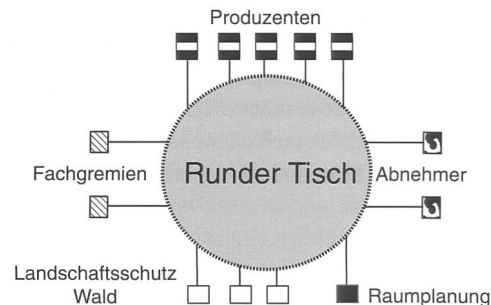 Produzenten
Fachgremien
Runder Tisch
Abnehmer
Landschaftsschutz
Wald
Raumplanung